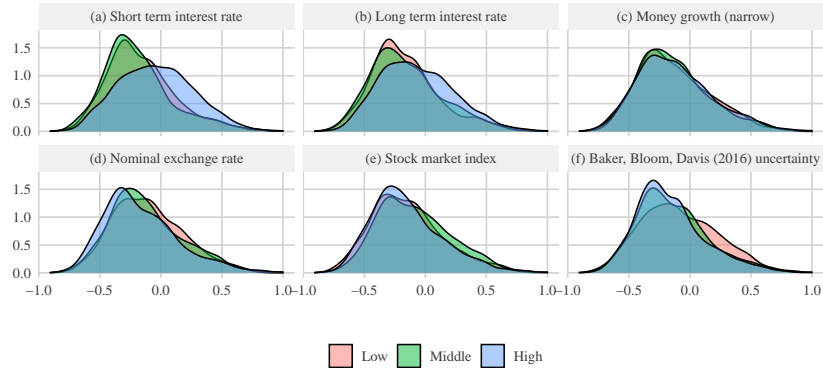 (a) Short term interest rate
(b) Long term interest rate
(c) Money growth (narrow)
1.5
1.0
0.5
0.0
(d) Nominal exchange rate
(e) Stock market index
(f) Baker, Bloom, Davis (2016) uncertainty
1.5
1.0
0.5
0.0
−1.0 −0.5 0.0 0.5 1.0 −1.0 −0.5 0.0 0.5 1.0 −1.0 −0.5 0.0 0.5 1.0
Low Middle High